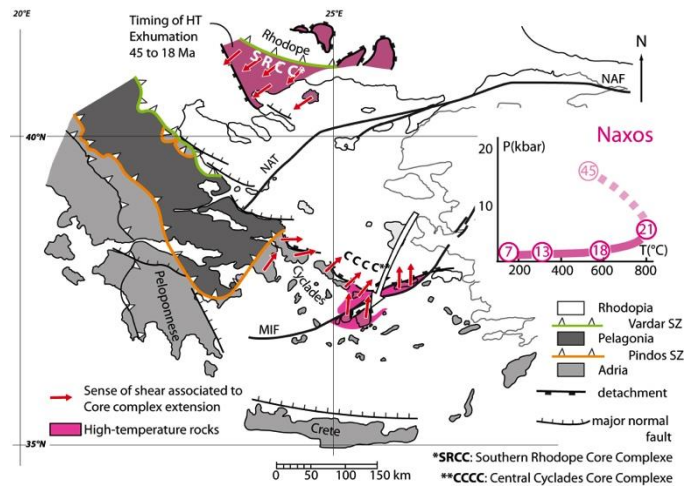 20°E
25°E
Timing of HT
Exhumation
45 to 18 Ma
Rhodope
SRCC*
N
NAF
40°N
NAT
Naxos
P(kbar)
20
10
45
21
7
13
18
T(°C)
200
400
600
800
CCCC**
Cyclades
Peloponnese
MIF
Rhodopia
Vardar SZ
Pelagonia
Pindos SZ
Adria
detachment
major normal
fault
Sense of shear associated to
Core complex extension
High-temperature rocks
Crete
35°N
0
50
100
150 km
*SRCC: Southern Rhodope Core Complexe
**CCCC: Central Cyclades Core Complexe